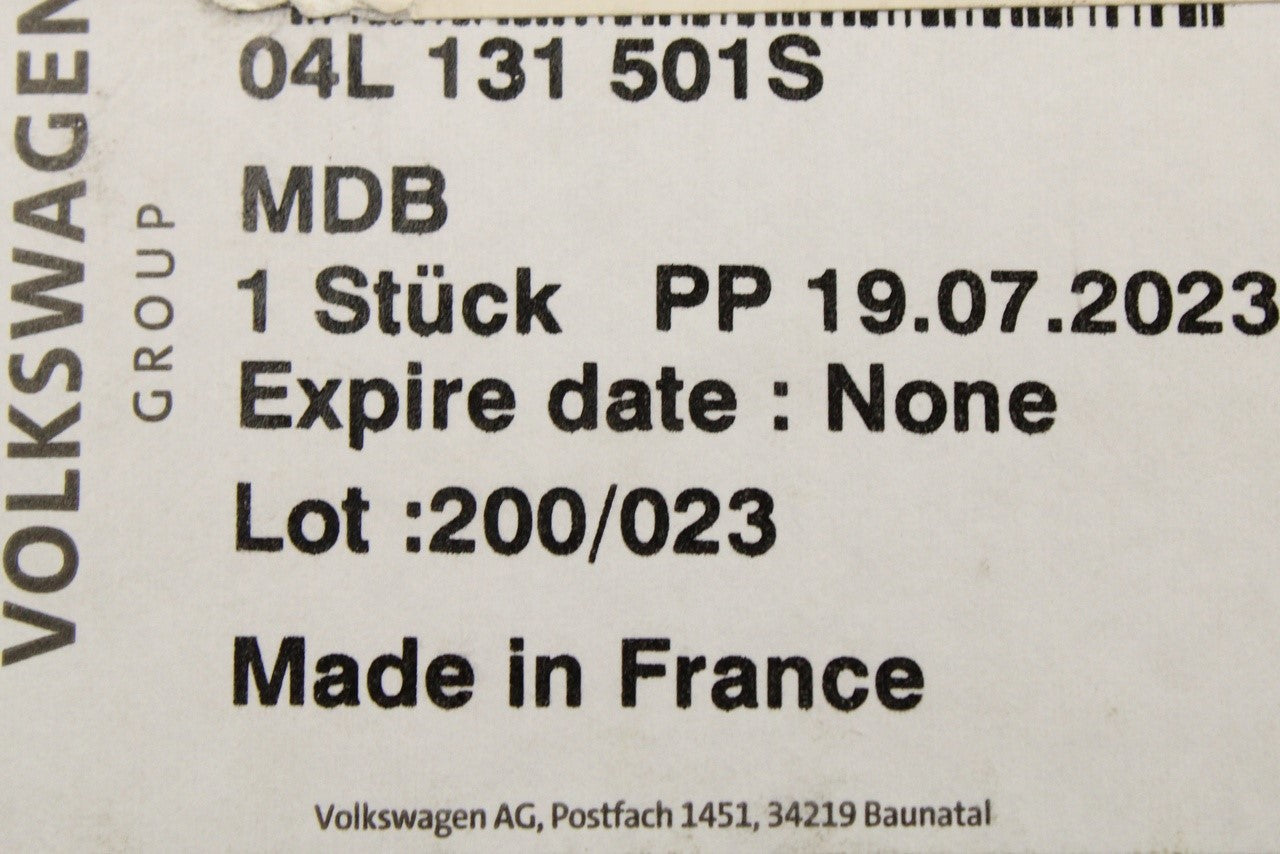 VOLKSWAGEN
GROUP
04L 131 501S
MDB
1 Stück PP 19.07.2023
Expire date : None
Lot :200/023
Made in France
Volkswagen AG, Postfach 1451, 34219 Baunatal